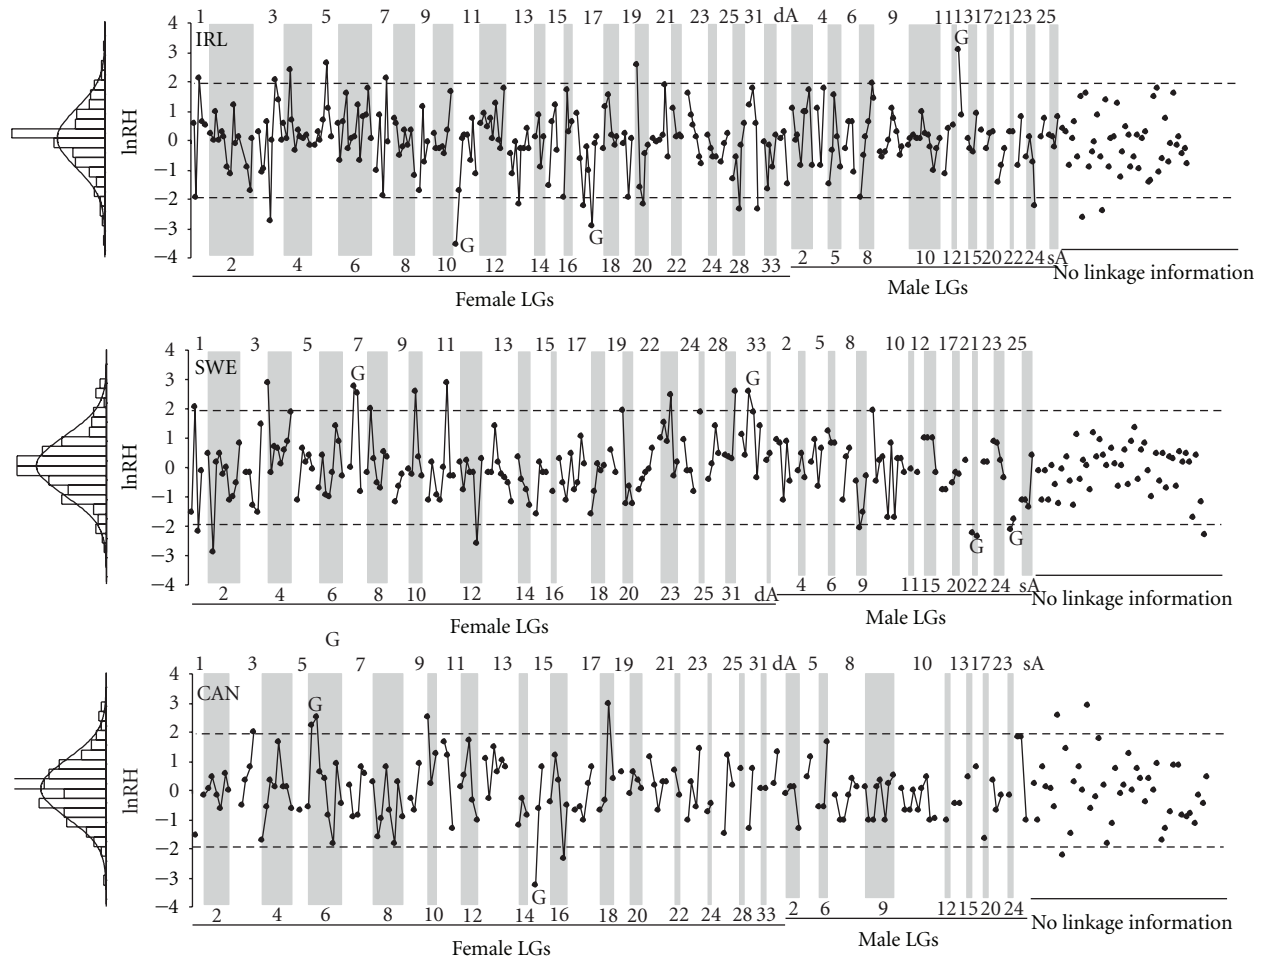 1 3 5 7 9 11 13 15 17 19 21 23 25 31 dA 4 6 9 11 13 17 21 23 25
IRL
G
4
3
2
1
0
−1
−2
−3
−4
lnRH
G
G
2 4 6 8 10 12 14 16 18 20 22 24 28 33 2 5 8 10 12 15 20 22 24 sA
No linkage information
Female LGs
Male LGs
1 3 5 7 9 11 13 15 17 19 22 24 28 33 2 5 8 10 12 17 21 23 25
SWE
G
G
4
3
2
1
0
−1
−2
−3
−4
lnRH
G
G
2 4 6 8 10 12 14 16 18 20 23 25 31 dA 4 6 9 11 15 20 22 24 sA
No linkage information
Female LGs
Male LGs
G
1 3 5 7 9 11 13 15 17 19 21 23 25 31 dA 5 8 10 13 17 23 sA
CAN
G
4
3
2
1
0
−1
−2
−3
−4
lnRH
G
2 4 6 8 10 12 14 16 18 20 22 24 28 33 2 6 9 12 15 20 24
No linkage information
Female LGs
Male LGs